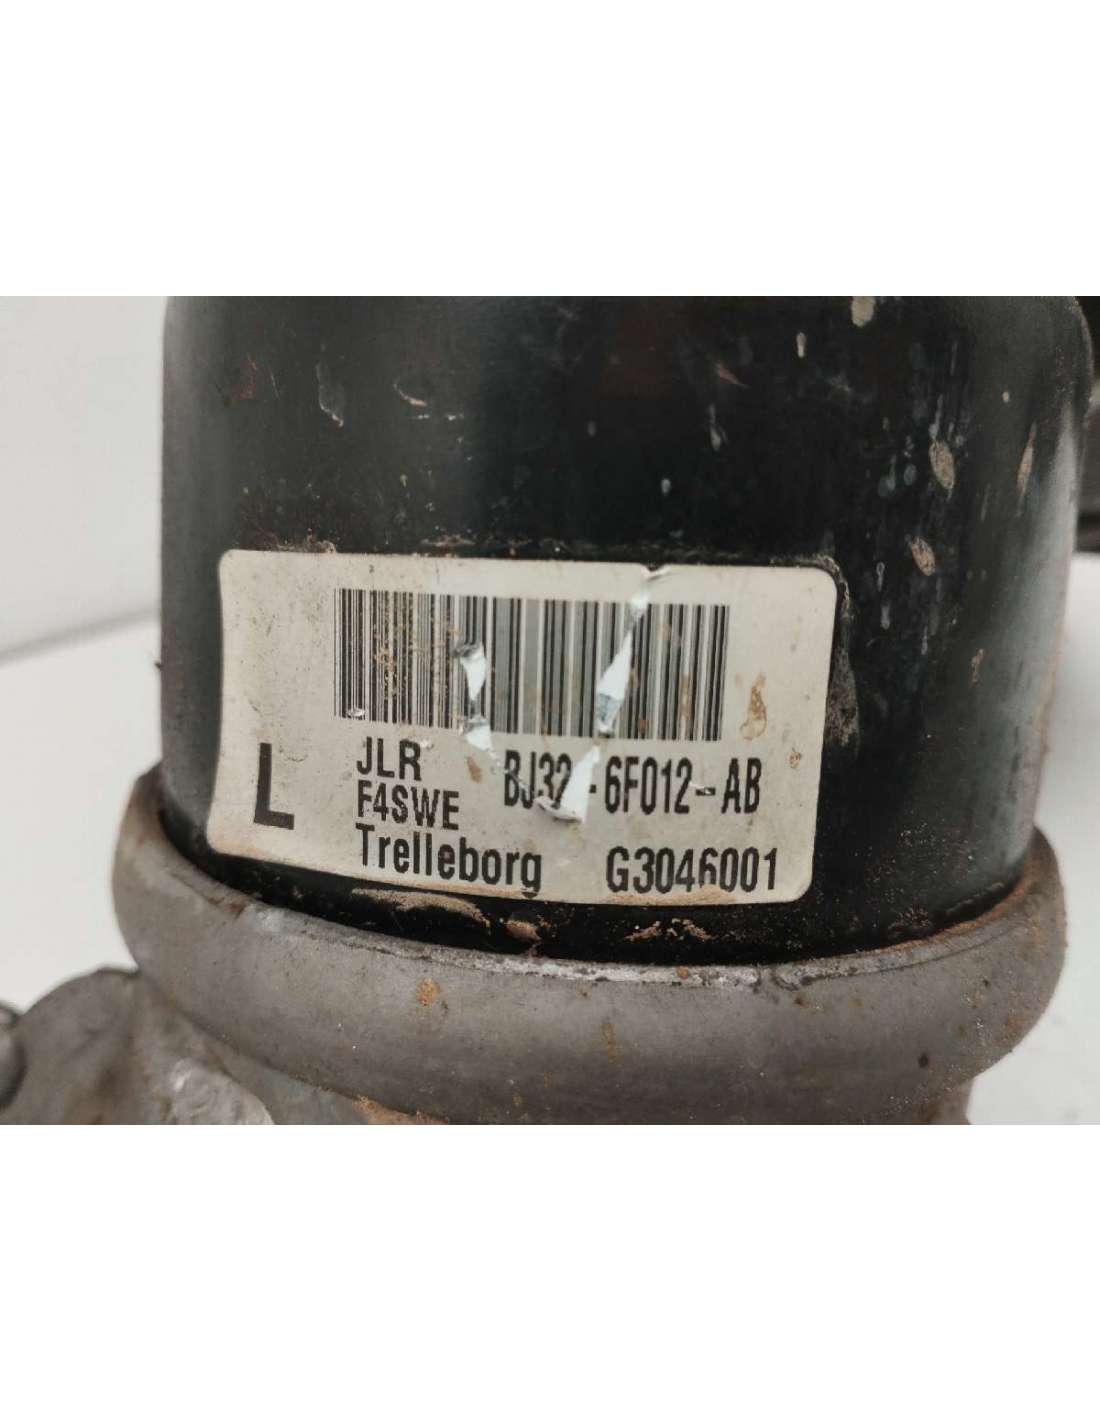 L
JLR BJ32-6F012-AB
F4SWE
Trelleborg G3046001